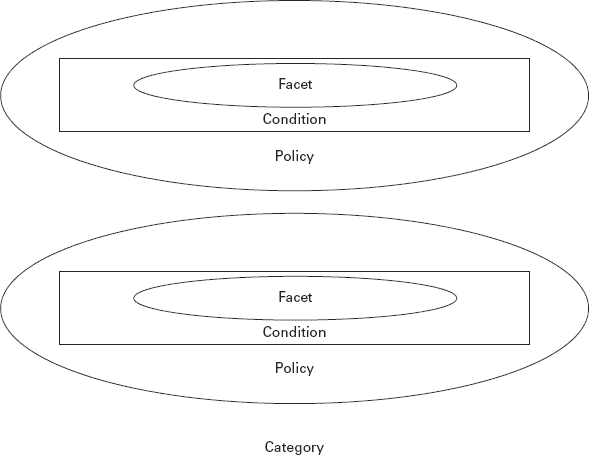 Facet
Condition
Policy
Facet
Condition
Policy
Category